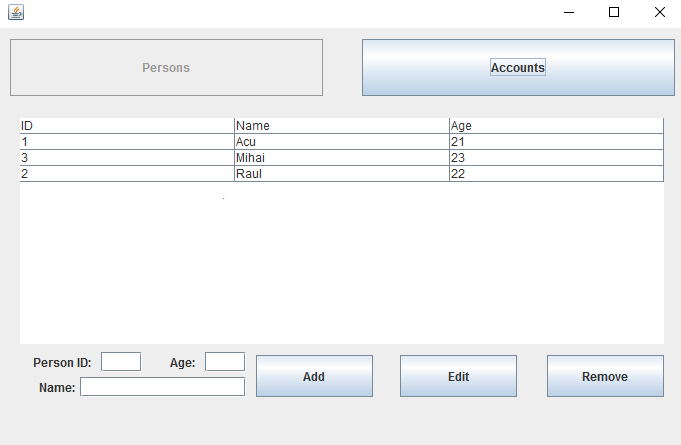 Persons Accounts
ID Name Age
1 Acu 21
3 Mihai 23
2 Raul 22
Person ID: Age:
Name:
Add Edit Remove